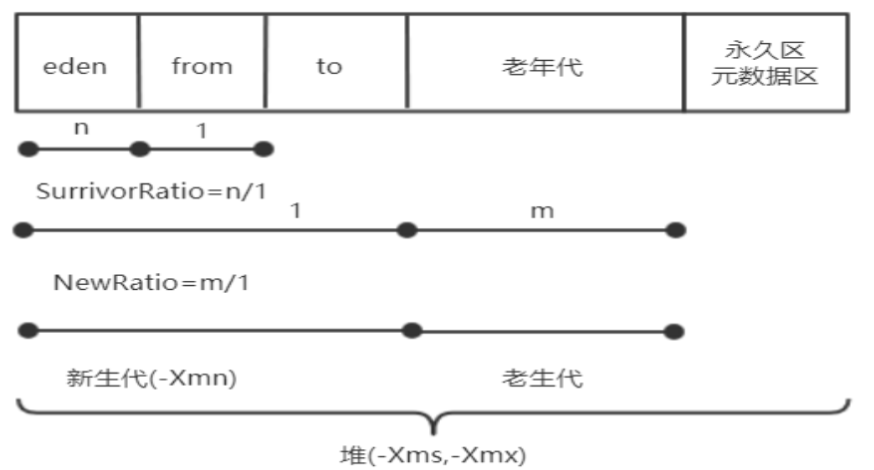 eden
from
to
老年代
永久区
元数据区
n
1
SurrivorRatio=n/1
1
m
NewRatio=m/1
新生代(-Xmn)
老生代
堆(-Xms,-Xmx)